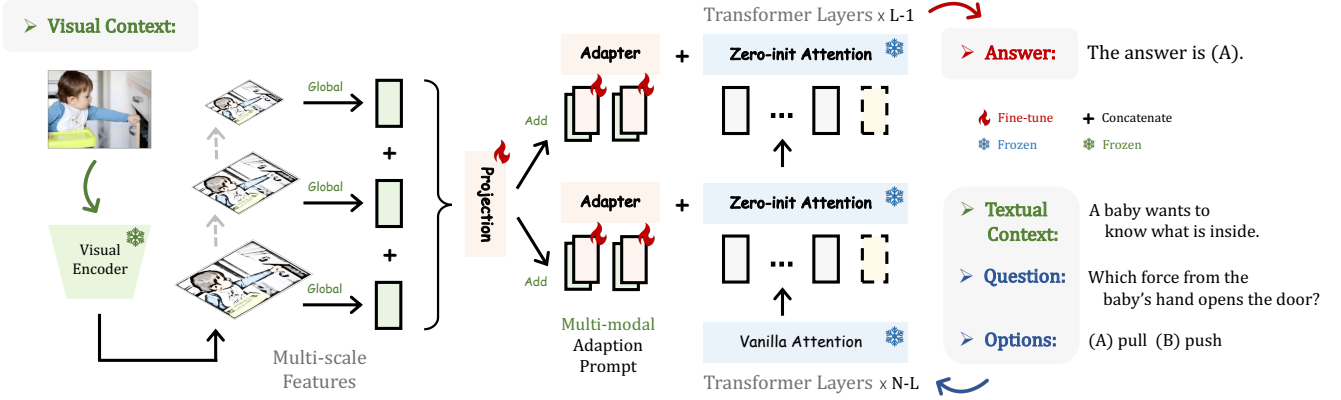 Visual Context:
Visual
Encoder
Global
Global
Global
+
+
Multi-scale
Features
Projection
Add
Add
Adapter
Adapter
Multi-modal
Adaption
Prompt
Transformer Layers x L-1
+ Zero-init Attention
...
+ Zero-init Attention
...
Vanilla Attention
Transformer Layers x N-L
Answer: The answer is (A).
Fine-tune + Concatenate
Frozen Frozen
Textual
Context:
A baby wants to
know what is inside.
Question: Which force from the
baby's hand opens the door?
Options: (A) pull (B) push